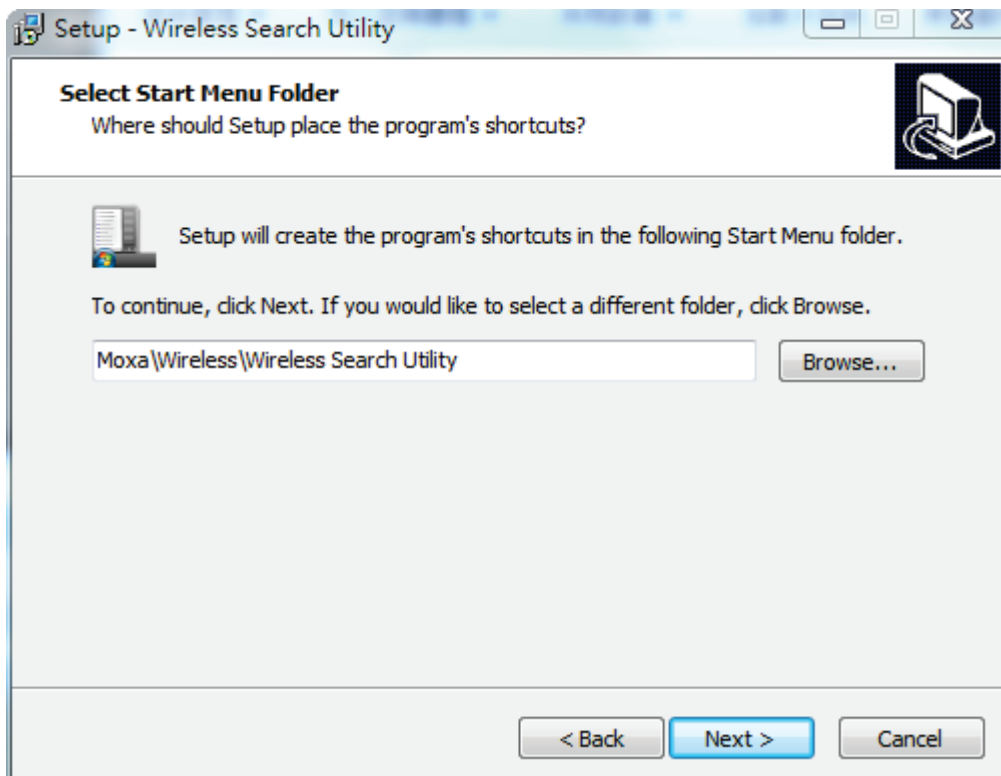 Setup - Wireless Search Utility
Select Start Menu Folder
Where should Setup place the program's shortcuts?
Setup will create the program's shortcuts in the following Start Menu folder.
To continue, click Next. If you would like to select a different folder, click Browse.
Moxa\Wireless\Wireless Search Utility
Browse...
< Back
Next >
Cancel